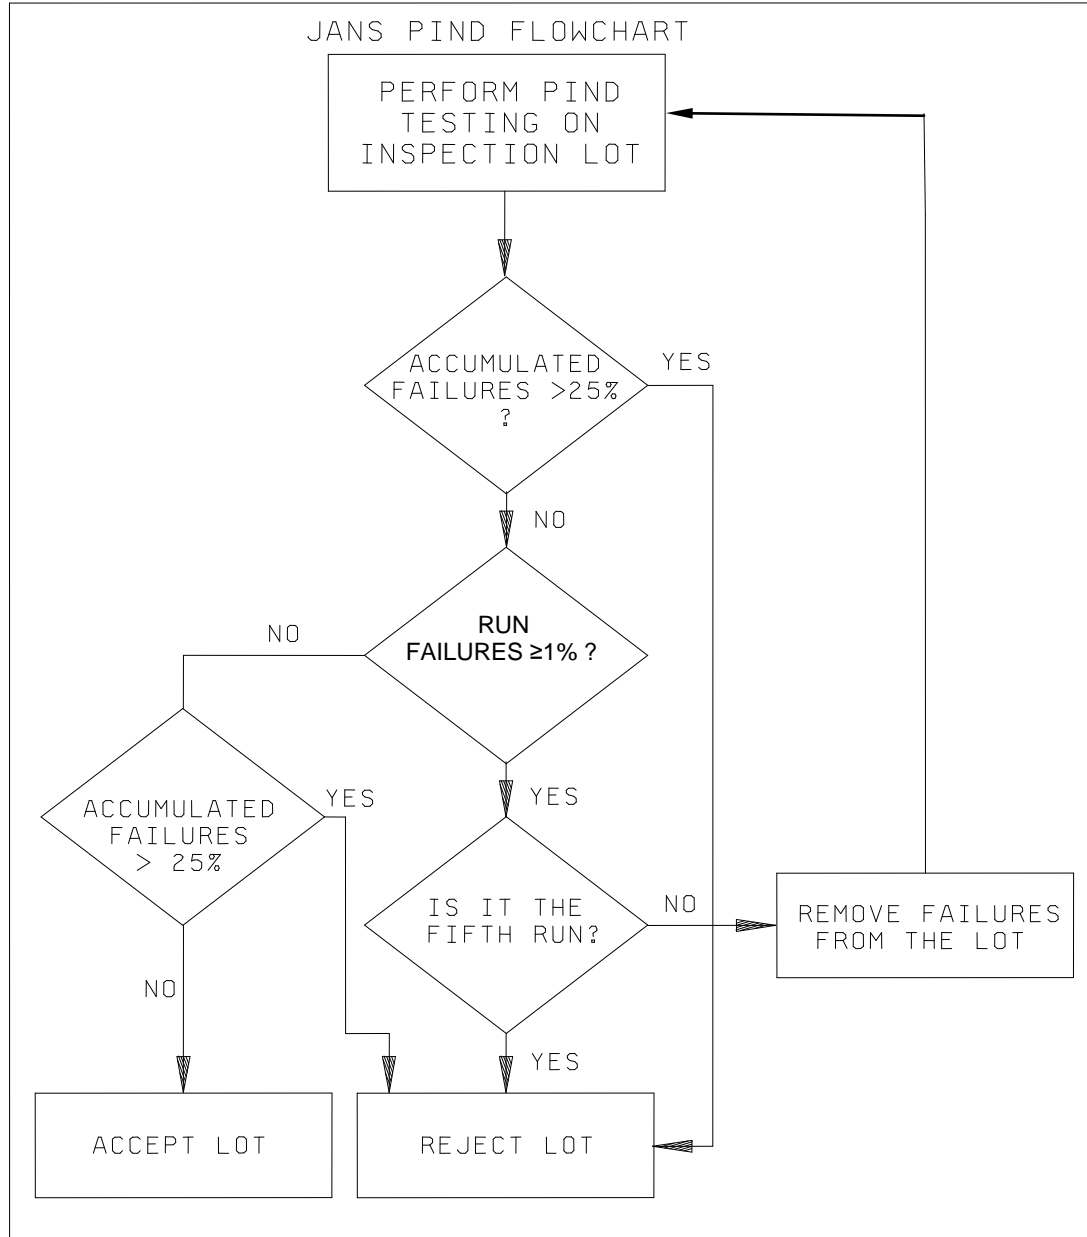 JANS PIND FLOWCHART
PERFORM PIND
TESTING ON
INSPECTION LOT
ACCUMULATED
FAILURES >25%
?
YES
NO
RUN
FAILURES ≥1% ?
NO
YES
ACCUMULATED
FAILURES
> 25%
YES
NO
IS IT THE
FIFTH RUN?
NO
YES
REMOVE FAILURES
FROM THE LOT
ACCEPT LOT
REJECT LOT